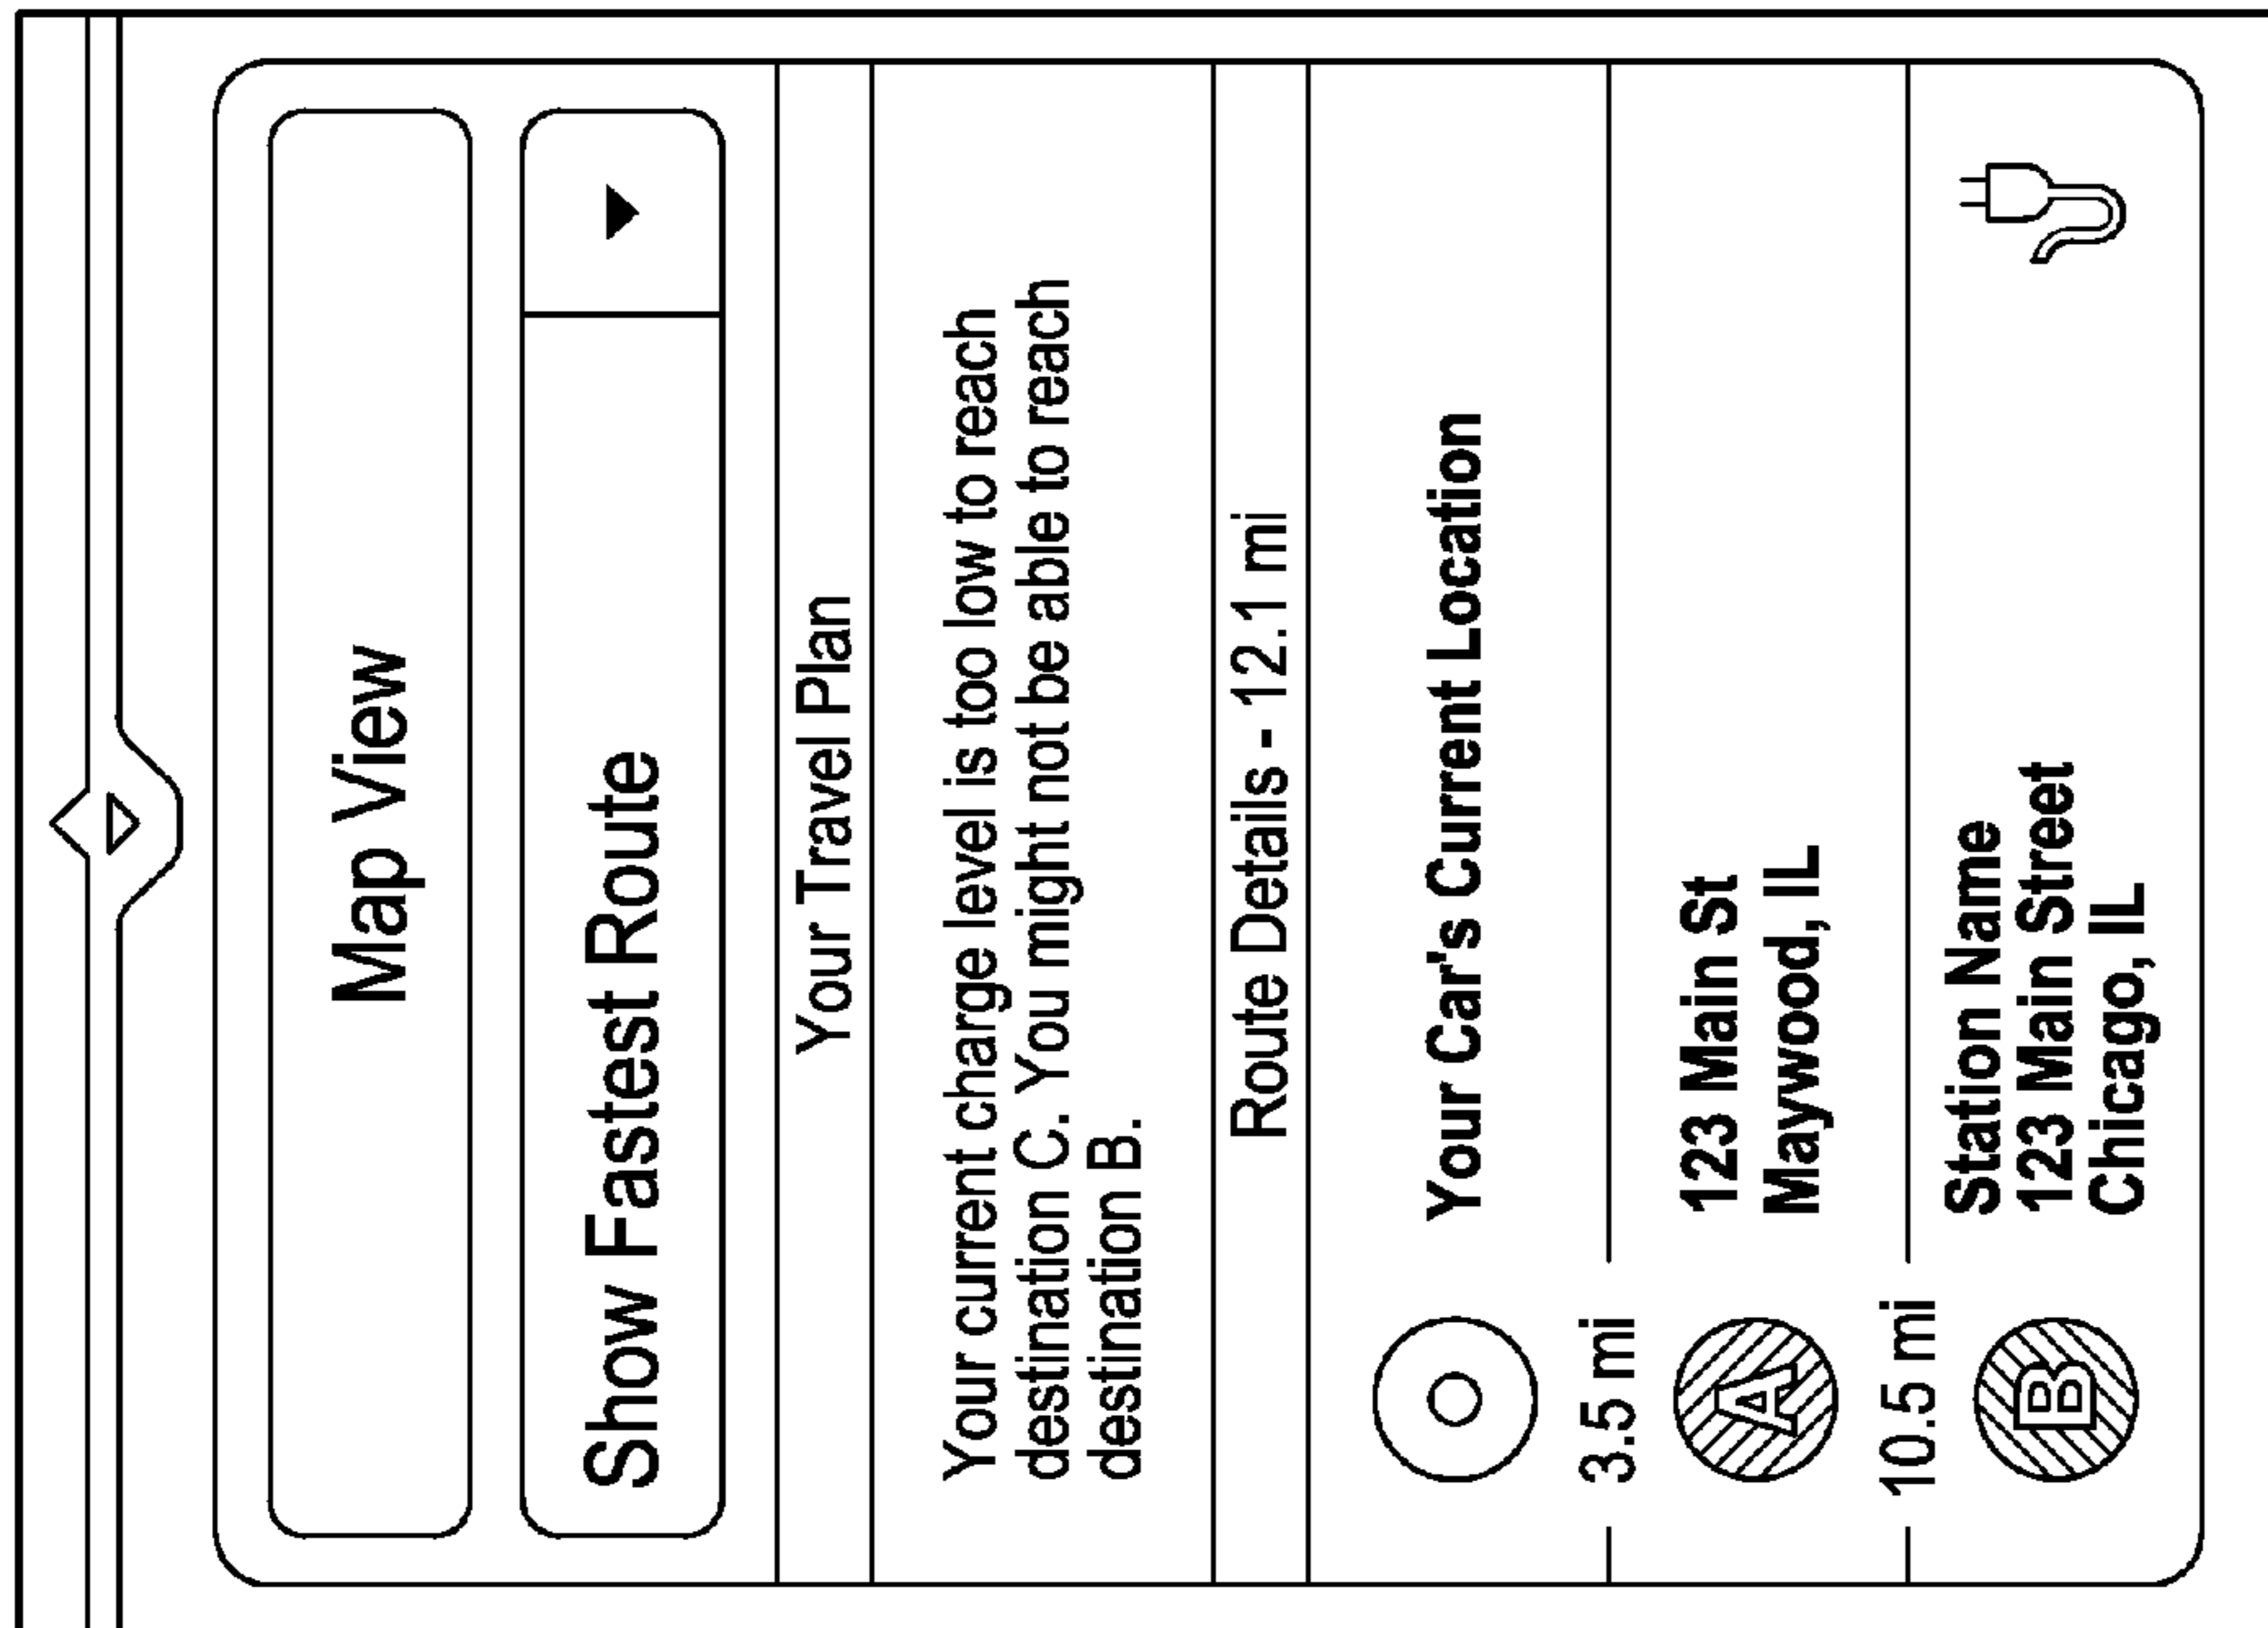 Map View
Show Fastest Route
Your Travel Plan
Your current charge level is too low to reach
destination C. You might not be able to reach
destination B.
Route Details - 12.1 mi
Your Car's Current Location
3.5 mi
A
123 Main St
Maywood, IL
10.5 mi
B
Station Name
123 Main Street
Chicago, IL